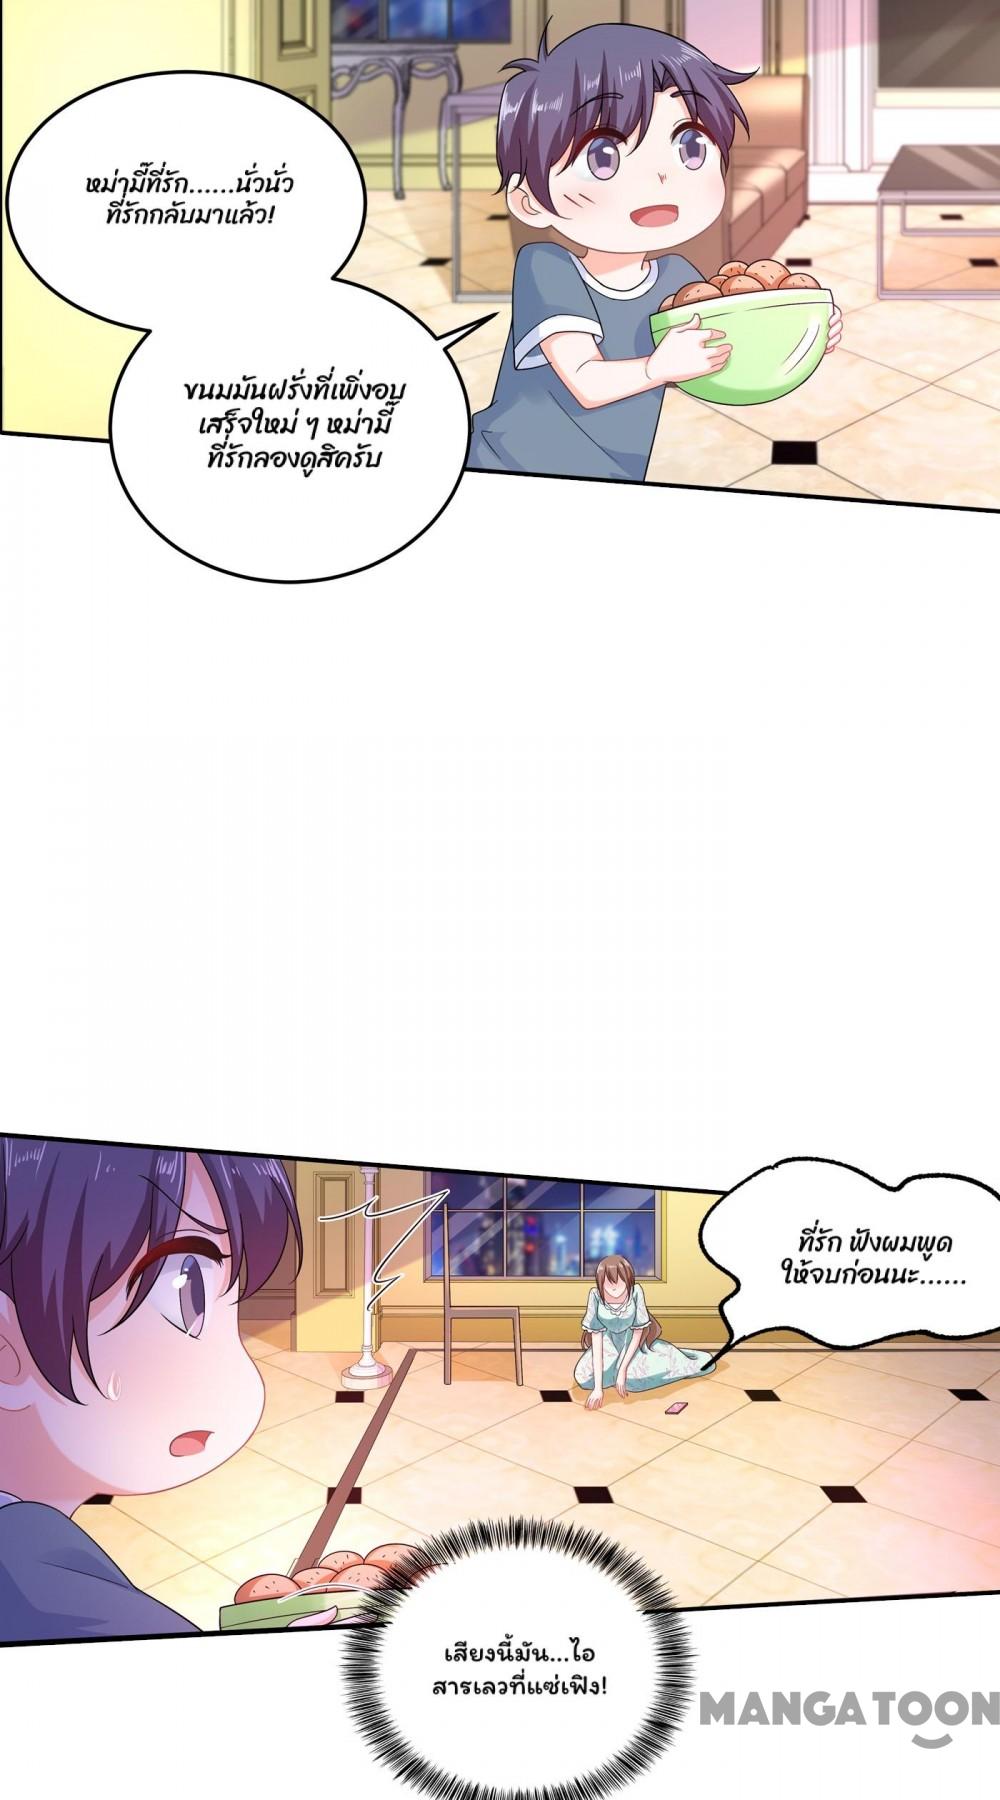 หม่ามี๊ที่รัก......นั่วนั่ว
ที่รักกลับมาแล้ว!
ขนมมันฝรั่งที่เพิ่งอบ
เสร็จใหม่ ๆ หม่ามี๊
ที่รักลองดูสิครับ
ที่รัก ฟังผมพูด
ให้จบก่อนนะ......
เสียงนี้มัน...ไอ
สารเลวที่แซ่เฟิง!
MANGATOON